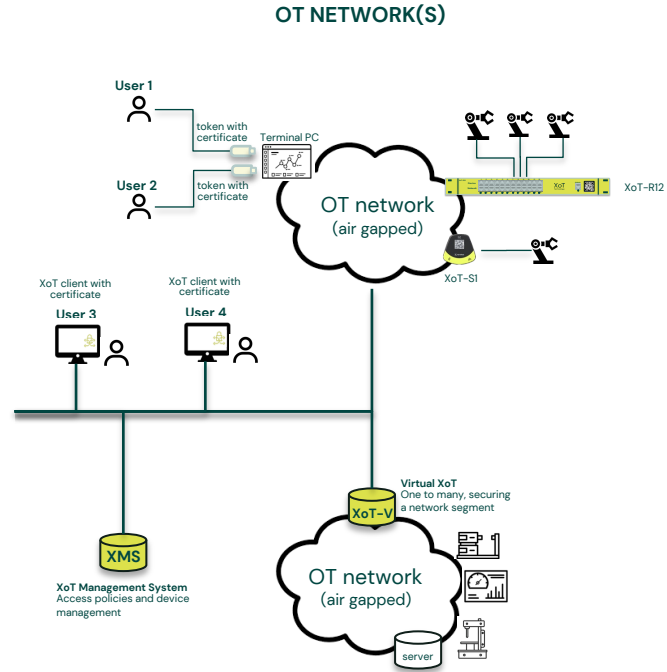 OT NETWORK(S)
User 1
token with
certificate
Terminal PC
User 2
token with
certificate
OT network
(air gapped)
XoT
XoT-R12
XoT-S1
XoT client with
certificate
User 3
XoT client with
certificate
User 4
Virtual XoT
One to many, securing
a network segment
XoT-V
XMS
XoT Management System
Access policies and device
management
OT network
(air gapped)
server